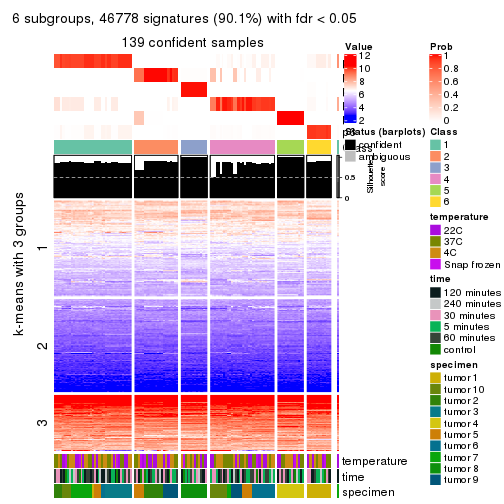 6 subgroups, 46778 signatures (90.1%) with fdr < 0.05
139 confident samples
k-means with 3 groups
1
2
3
temperature
time
specimen
0.5
0
Silhouette
score
Value
12
10
8
6
4
2
Status (barplots)
confident
ambiguous
Prob
1
0.8
0.6
0.4
0.2
0
Class
1
2
3
4
5
6
temperature
22C
37C
4C
Snap frozen
time
120 minutes
240 minutes
30 minutes
5 minutes
60 minutes
control
specimen
tumor 1
tumor 10
tumor 2
tumor 3
tumor 4
tumor 5
tumor 6
tumor 7
tumor 8
tumor 9